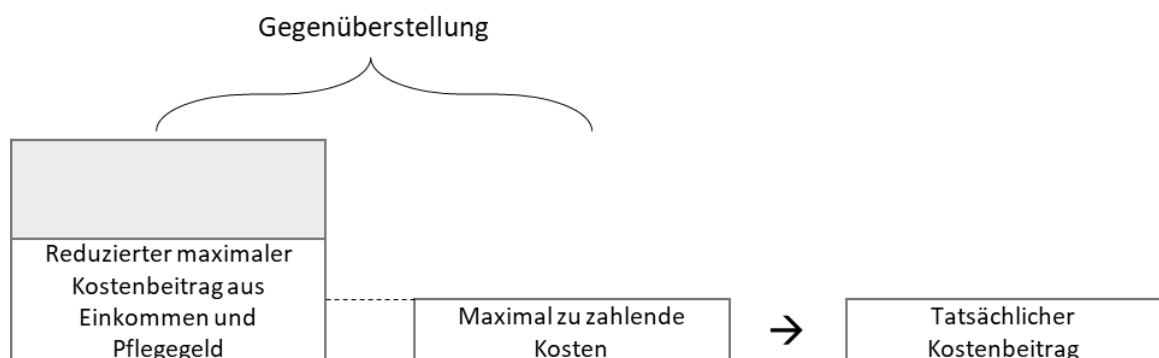 Gegenüberstellung
Reduzierter maximaler
Kostenbeitrag aus
Einkommen und
Pflegegeld
Maximal zu zahlende
Kosten
→
Tatsächlicher
Kostenbeitrag